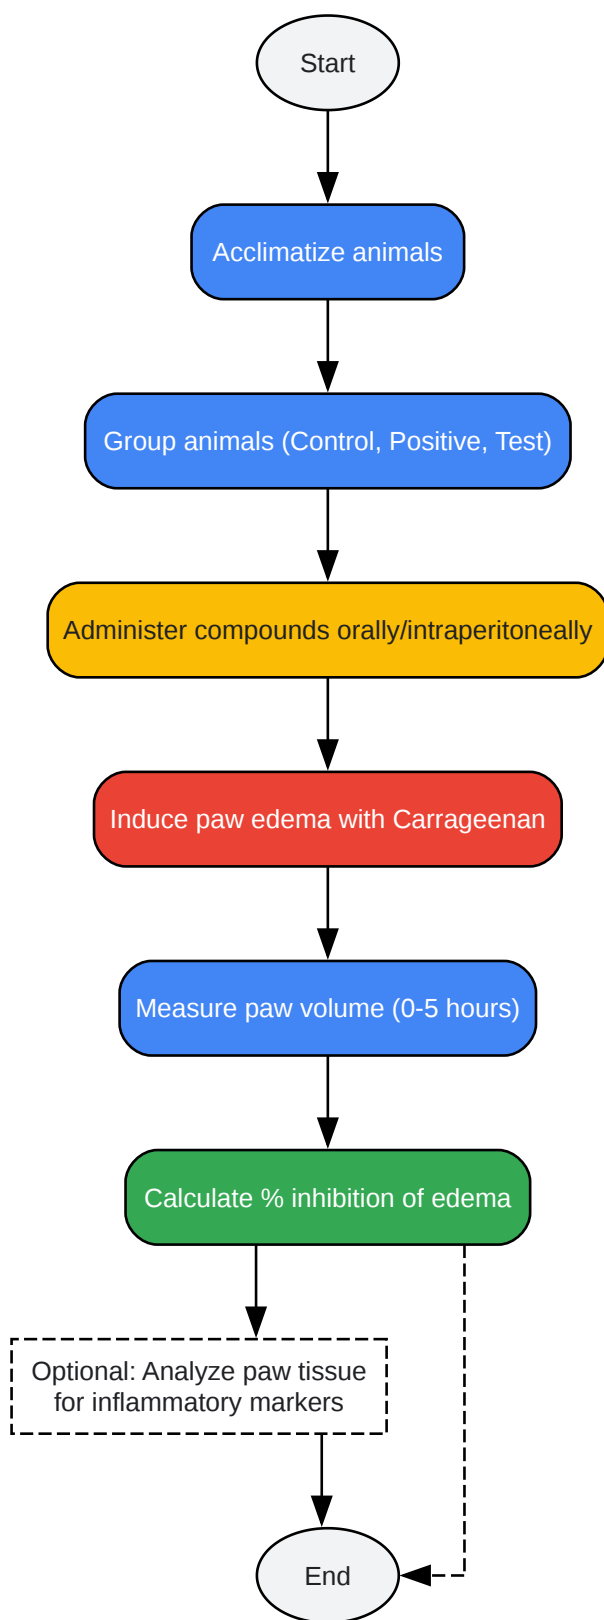 Start
Acclimatize animals
Group animals (Control, Positive, Test)
Administer compounds orally/intraperitoneally
Induce paw edema with Carrageenan
Measure paw volume (0-5 hours)
Calculate % inhibition of edema
Optional: Analyze paw tissue
for inflammatory markers
End